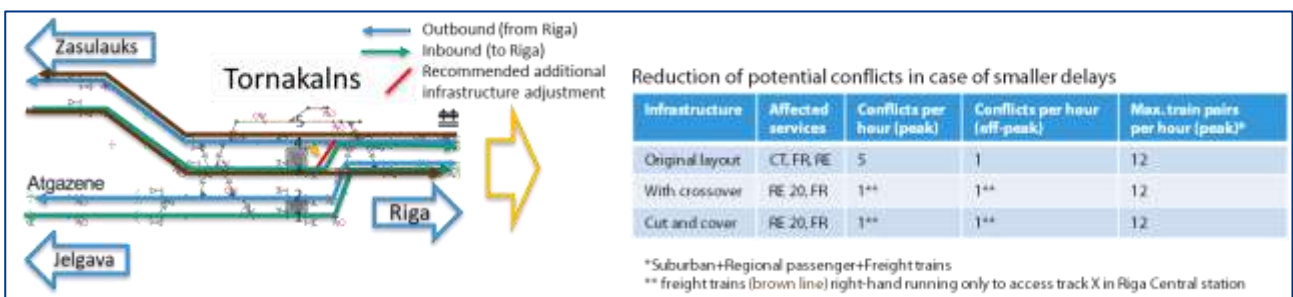 Zasulauks
Outbound (from Riga)
Inbound (to Riga)
Recommended additional
infrastructure adjustment
Tornakalns
5
4
Atgazene
2
Riga
Jelgava
Reduction of potential conflicts in case of smaller delays
Infrastructure Affected services Conflicts per hour (peak) Conflicts per hour (off-peak) Max. train pairs per hour (peak)*
Original layout CT, FR, RE 5 1 12
With crossover RE 20, FR 1** 1** 12
Cut and cover RE 20, FR 1** 1** 12
*Suburban+Regional passenger+Freight trains
** freight trains (brown line) right-hand running only to access track X in Riga Central station